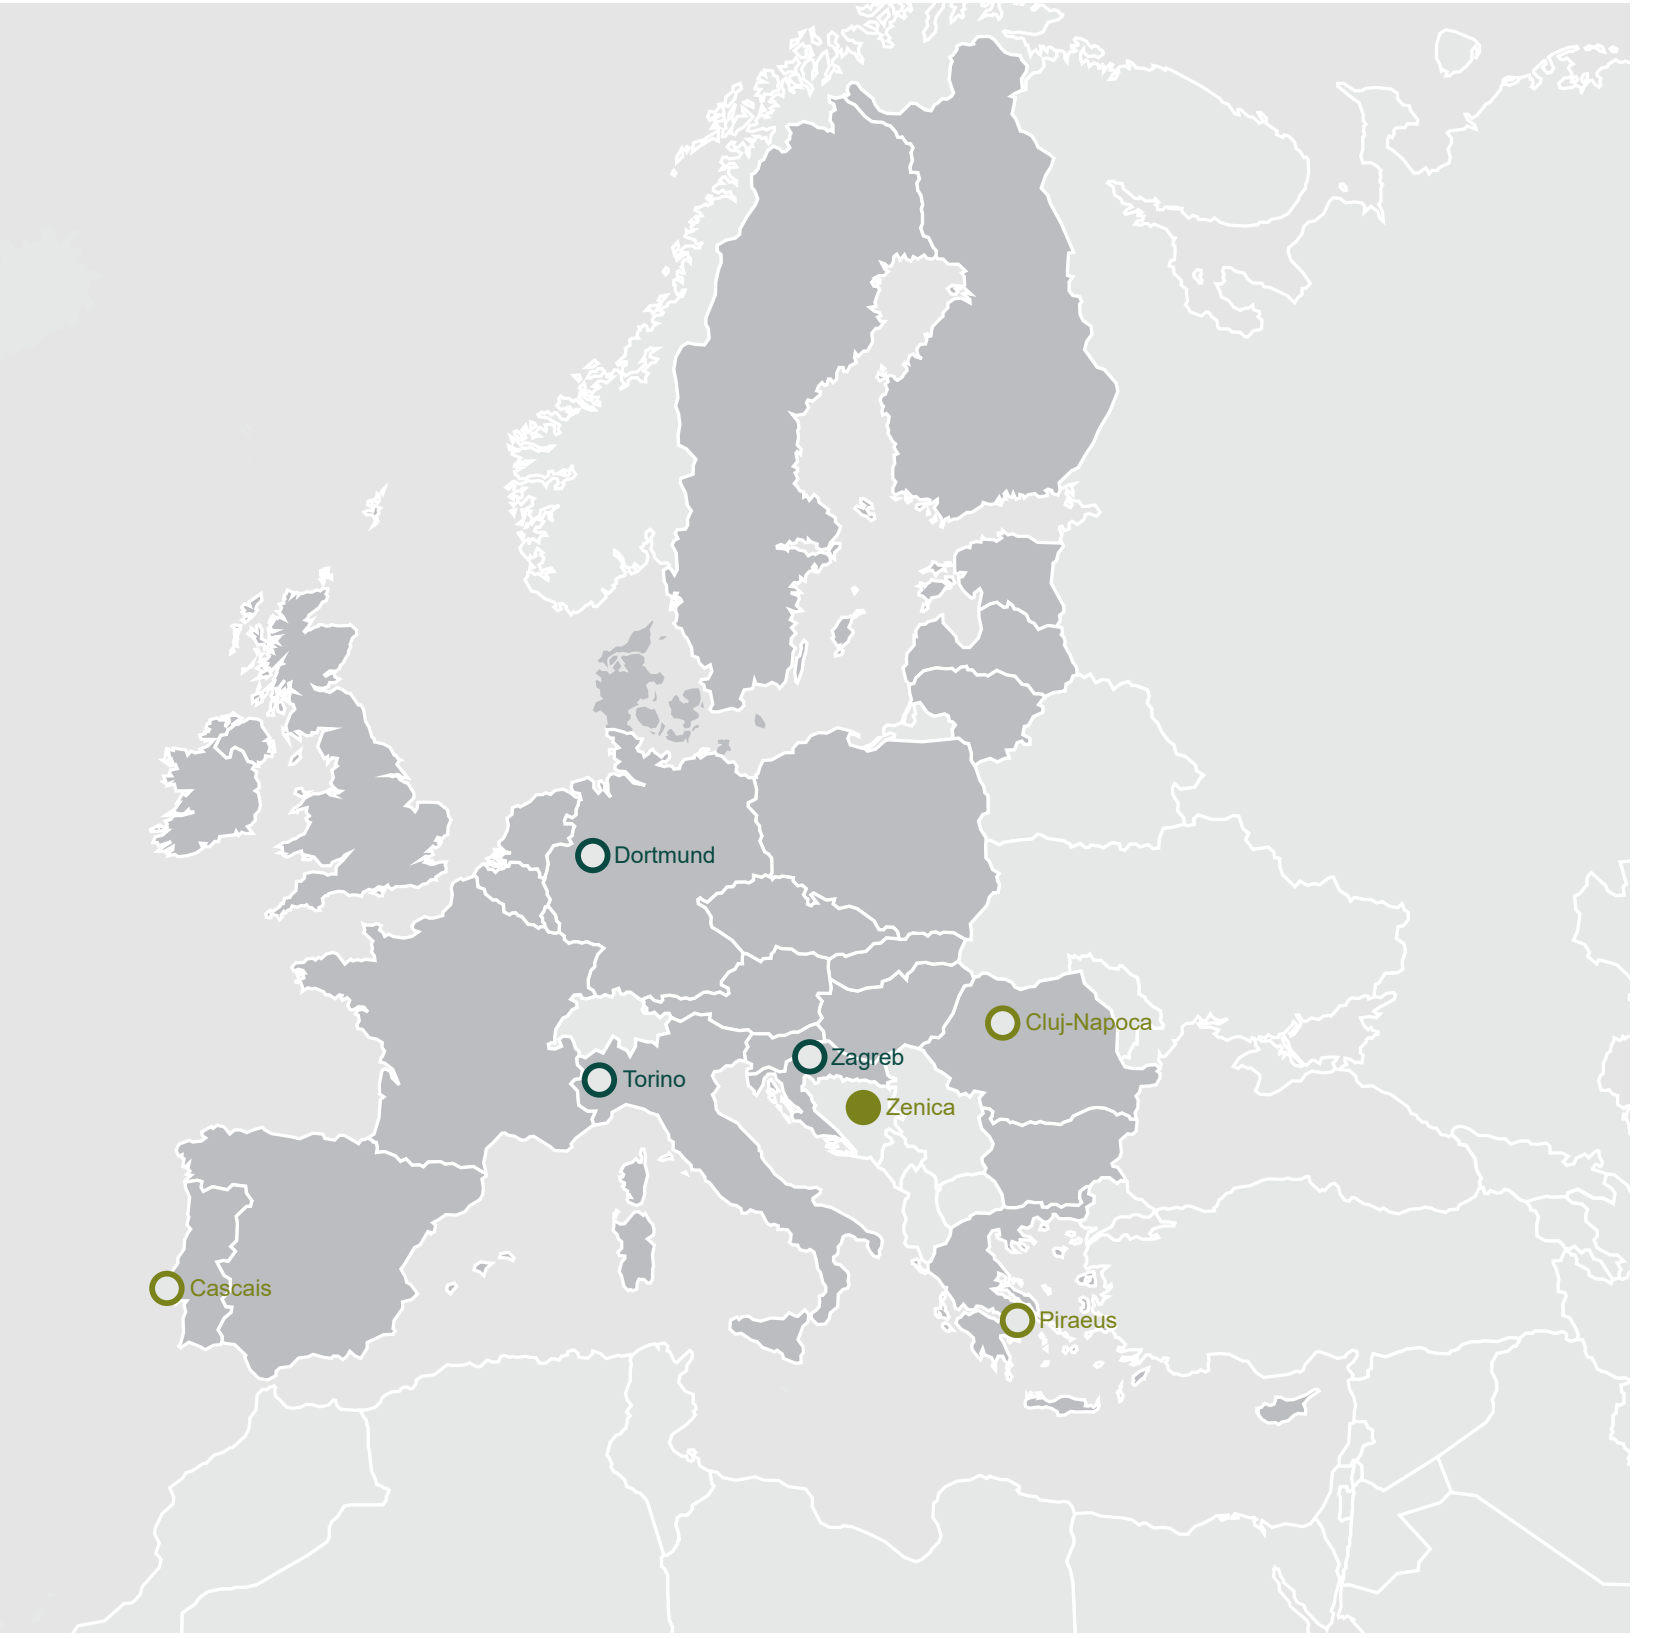 Dortmund
Cluj-Napoca
Zagreb
Torino
Zenica
Cascais
Piraeus